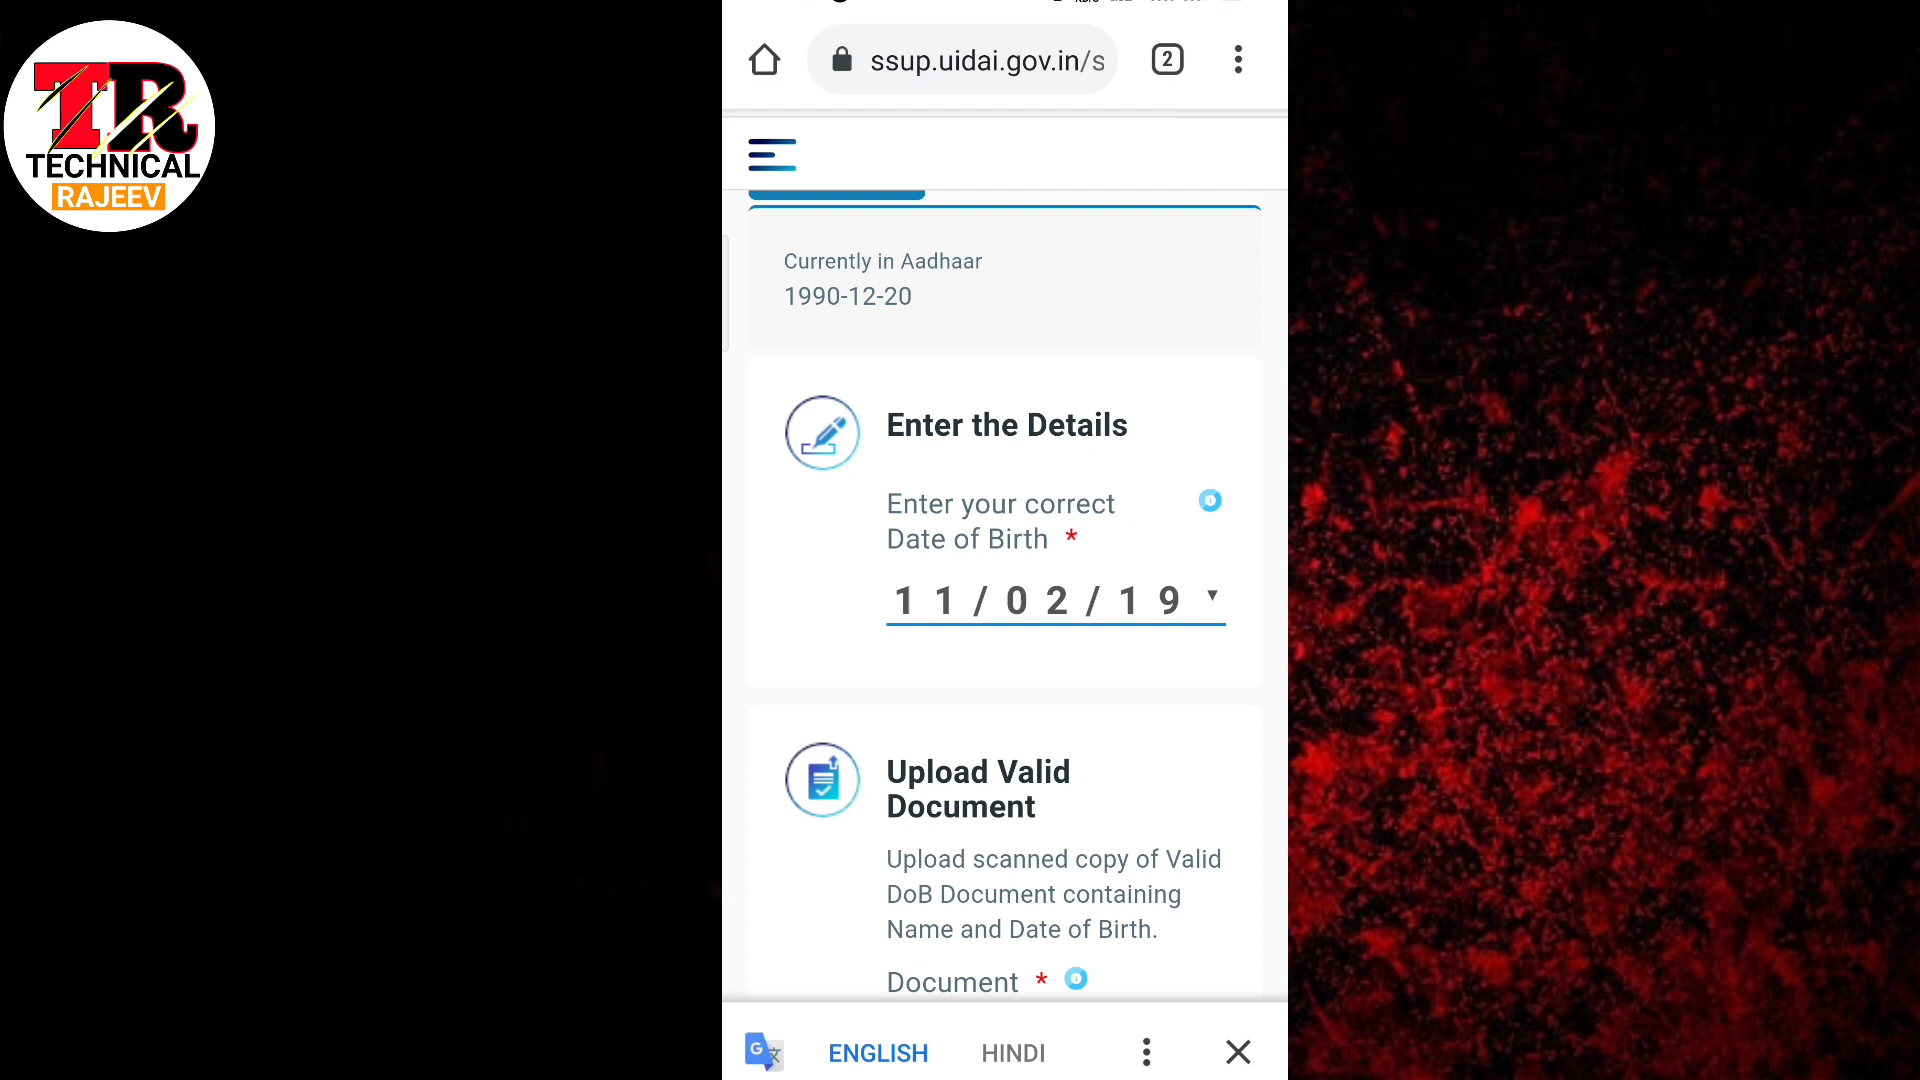 TR
TECHNICAL
RAJEEV
ssup.uidai.gov.in/s
2
Currently in Aadhaar
1990-12-20
Enter the Details
Enter your correct
Date of Birth *
11/02/19
Upload Valid
Document
Upload scanned copy of Valid
DoB Document containing
Name and Date of Birth.
Document *
G
ENGLISH HINDI